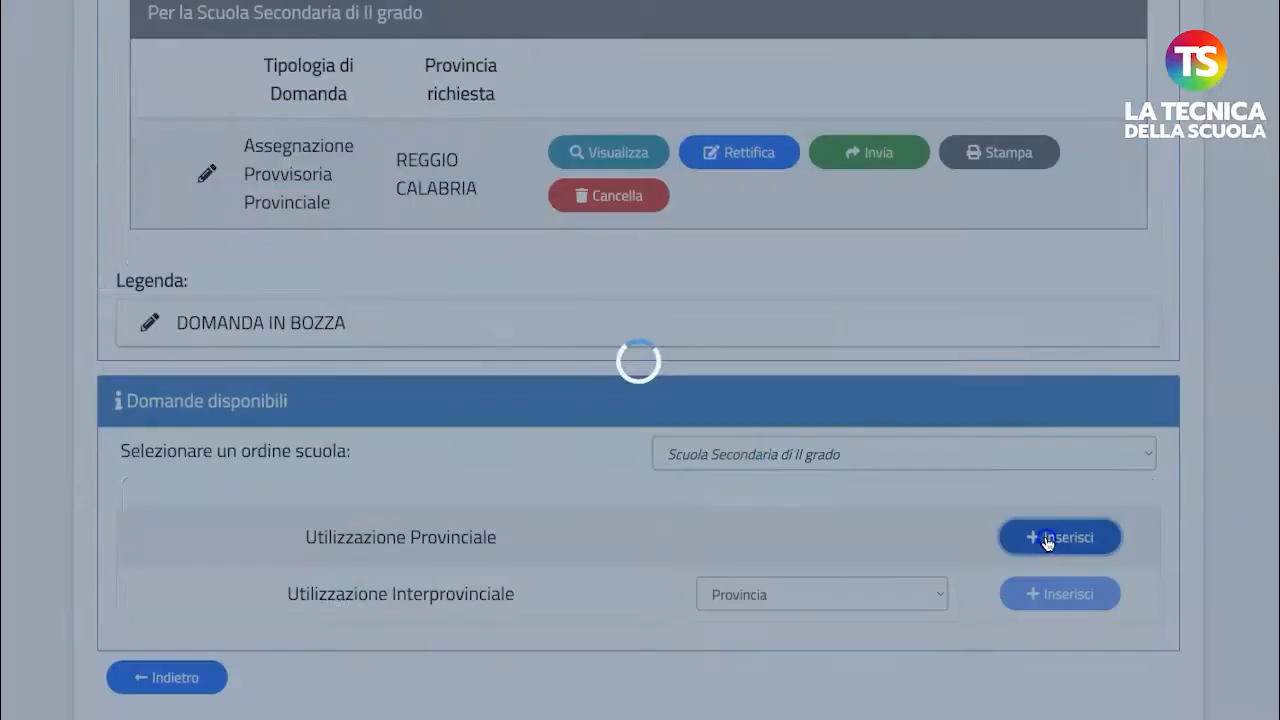 Per la Scuola Secondaria di II grado
TS
LA TECNICA
DELLA SCUOLA
Tipologia di
Domanda
Provincia
richiesta
Assegnazione
Provvisoria
Provinciale
REGGIO
CALABRIA
Visualizza
Rettifica
Invia
Stampa
Cancella
Legenda:
DOMANDA IN BOZZA
Domande disponibili
Selezionare un ordine scuola:
Scuola Secondaria di II grado
Utilizzazione Provinciale
+ Inserisci
Utilizzazione Interprovinciale
Provincia
+ Inserisci
← Indietro